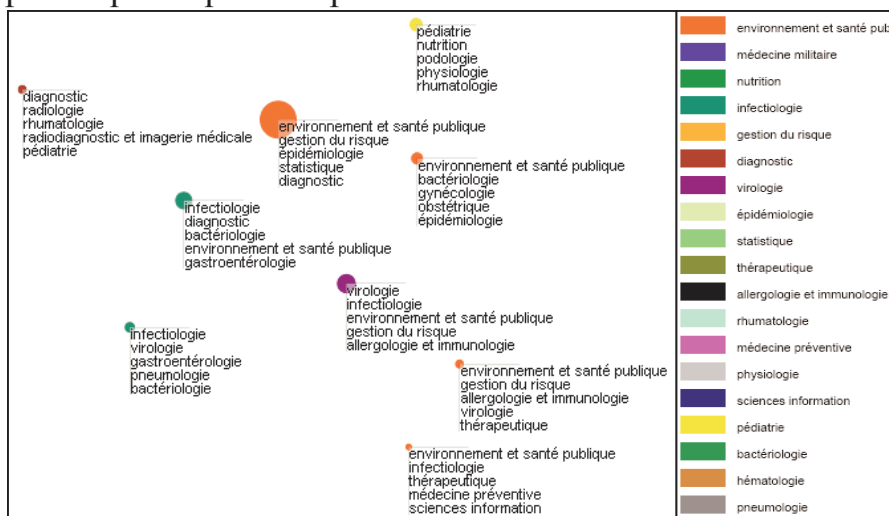 pédiatrie
nutrition
podologie
physiologie
rhumatologie
diagnostic
radiologie
rhumatologie
radiodiagnostic et imagerie médicale
pédiatrie
environnement et santé publique
gestion du risque
épidémiologie
statistique
diagnostic
environnement et santé publique
bactériologie
gynécologie
obstétrique
épidémiologie
infectiologie
diagnostic
bactériologie
environnement et santé publique
gastroentérologie
virologie
infectiologie
environnement et santé publique
gestion du risque
allergologie et immunologie
infectiologie
virologie
gastroentérologie
pneumologie
bactériologie
environnement et santé publique
gestion du risque
allergologie et immunologie
virologie
thérapeutique
environnement et santé publique
infectiologie
thérapeutique
médecine préventive
sciences information
environnement et santé pub
médecine militaire
nutrition
infectiologie
gestion du risque
diagnostic
virologie
épidémiologie
statistique
thérapeutique
allergologie et immunologie
rhumatologie
médecine préventive
physiologie
sciences information
pédiatrie
bactériologie
hématologie
pneumologie